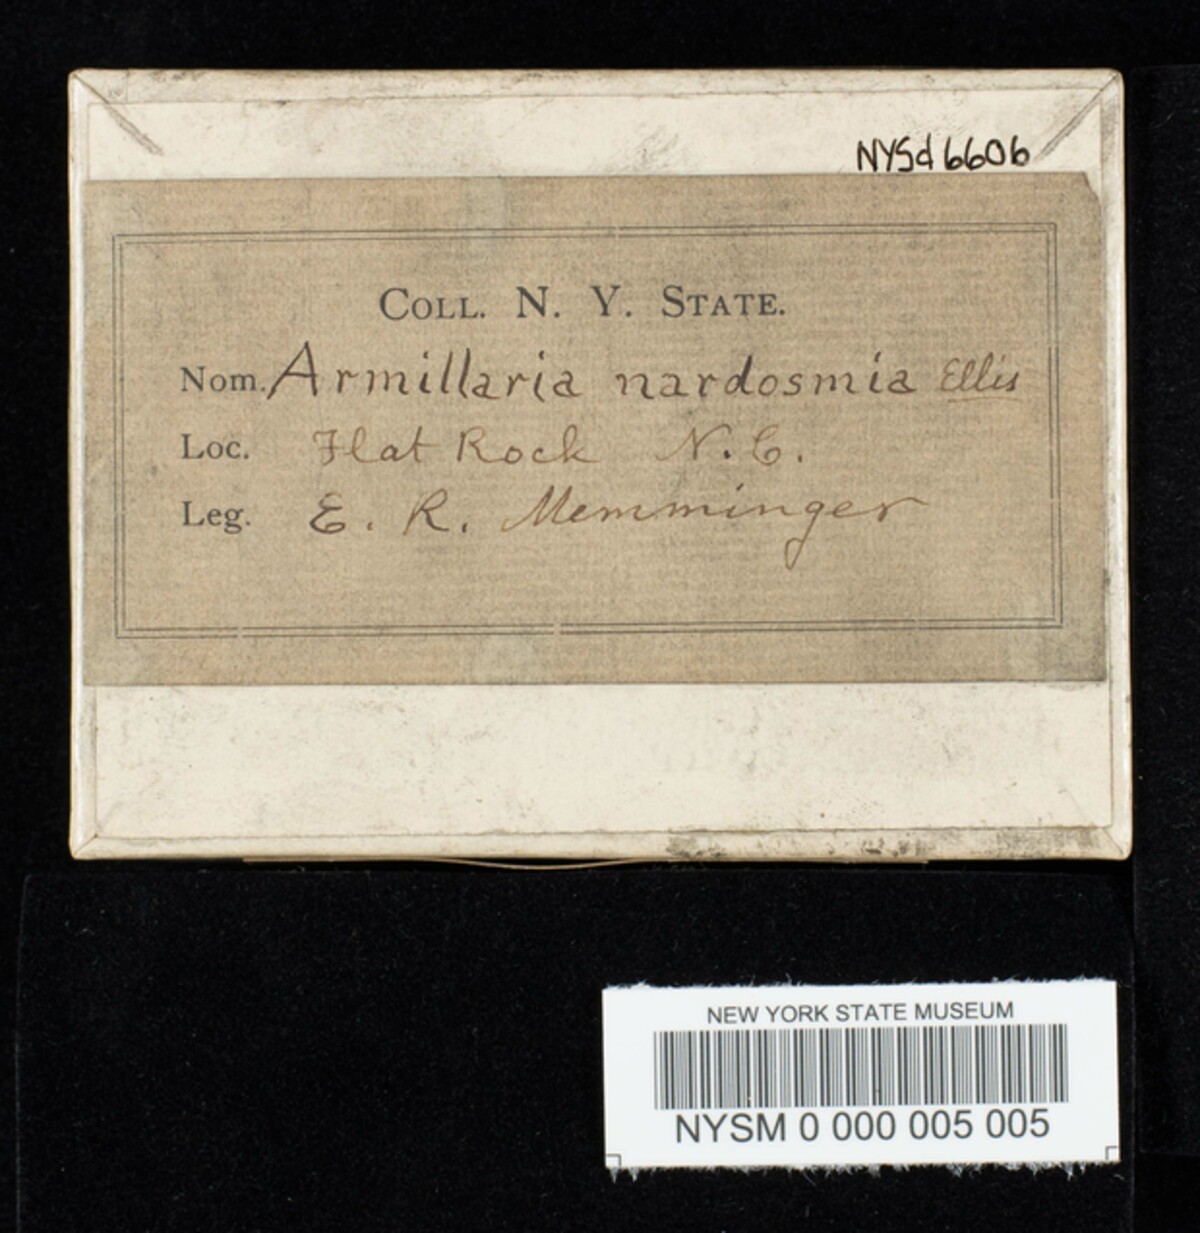 NYSd 6606
COLL. N. Y. STATE.
Nom. Armillaria nardosmia Ellis
Loc. Flat Rock N. C.
Leg. E. R. Memminger
NEW YORK STATE MUSEUM
NYSM 0 000 005 005